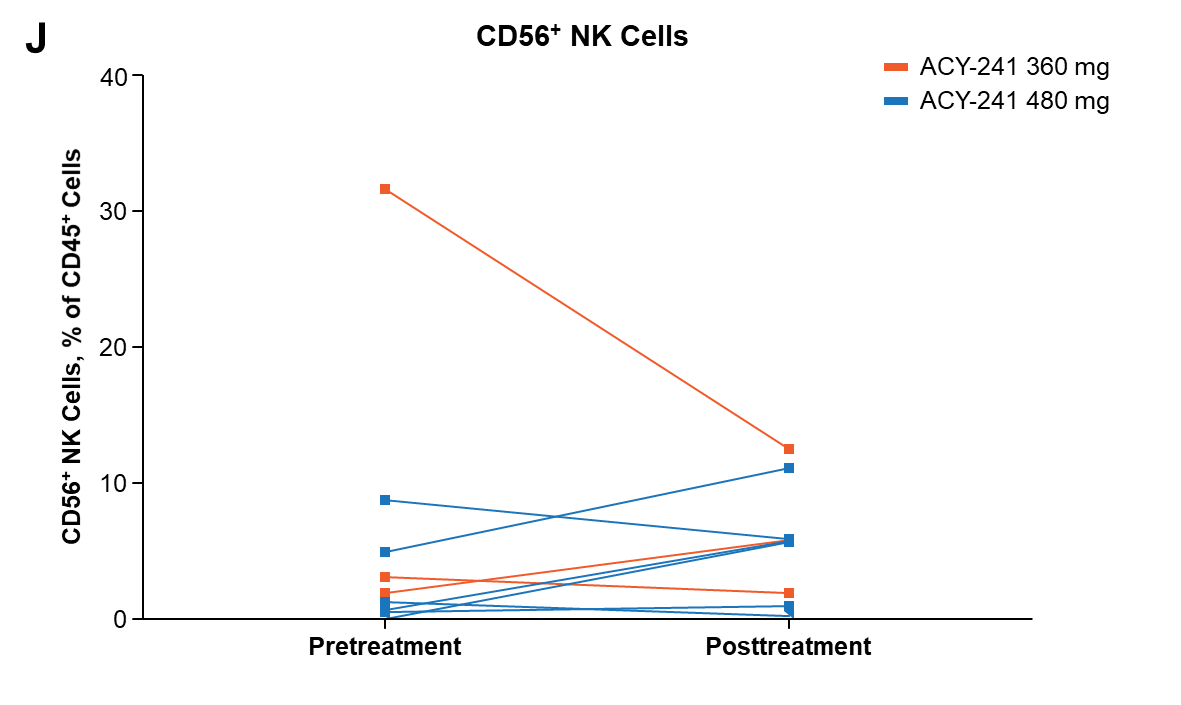 J
CD56⁺ NK Cells
ACY-241 360 mg
ACY-241 480 mg
CD56⁺ NK Cells, % of CD45⁺ Cells
40
30
20
10
0
Pretreatment
Posttreatment